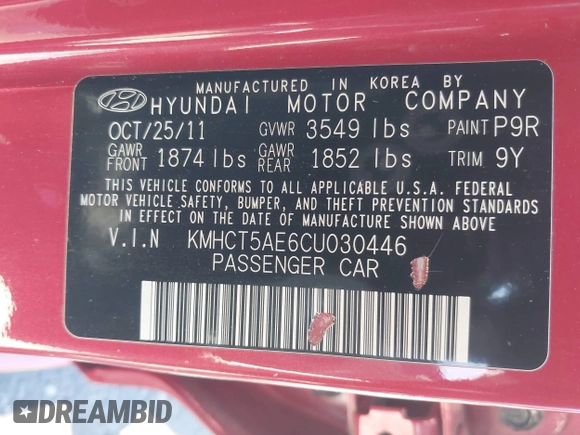 MANUFACTURED IN KOREA BY
HYUNDAI MOTOR COMPANY
OCT/25/11 GVWR 3549 lbs PAINT P9R
GAWR FRONT 1874 lbs GAWR REAR 1852 lbs TRIM 9Y
THIS VEHICLE CONFORMS TO ALL APPLICABLE U.S.A. FEDERAL
MOTOR VEHICLE SAFETY, BUMPER, AND THEFT PREVENTION STANDARDS
IN EFFECT ON THE DATE OF MANUFACTURE SHOWN ABOVE
V.I.N KMHCT5AE6CU030446
PASSENGER CAR
DREAMBID